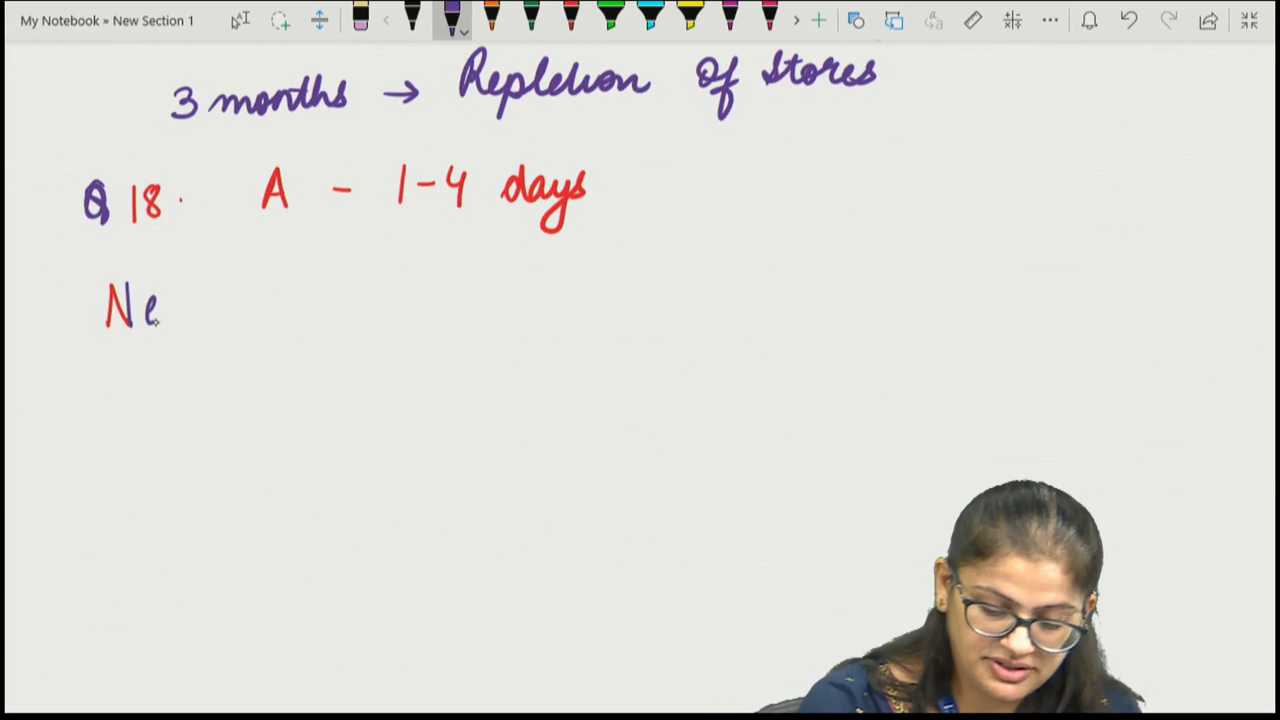 My Notebook » New Section 1
3 months → Repletion of Stores
Q 18. A - 1-4 days
Ne